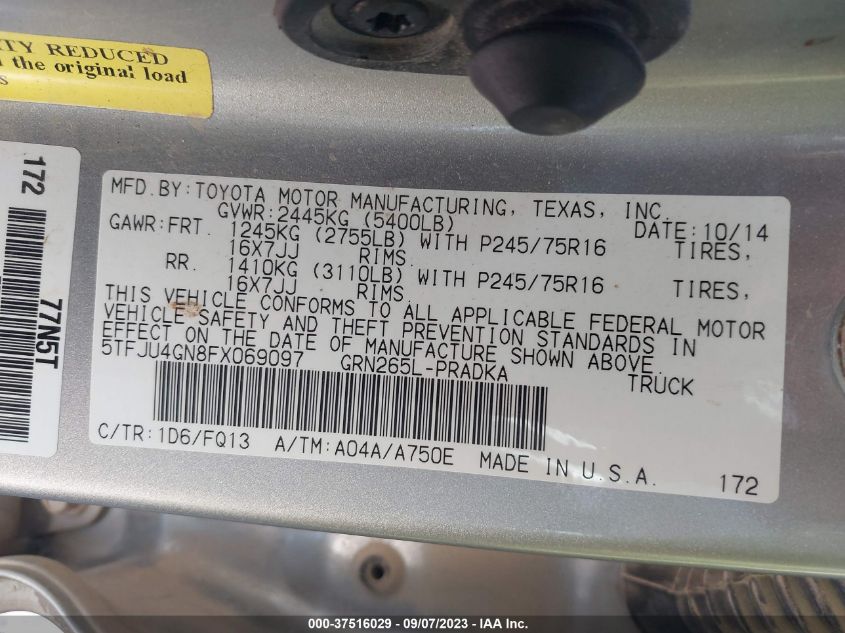 TY REDUCED
the original load
s
172
77N5T
MFD.BY:TOYOTA MOTOR MANUFACTURING, TEXAS, INC.
GVWR:2445KG (5400LB) DATE:10/14
GAWR:FRT. 1245KG (2755LB) WITH P245/75R16 TIRES,
16X7JJ RIMS.
RR. 1410KG (3110LB) WITH P245/75R16 TIRES,
16X7JJ RIMS.
THIS VEHICLE CONFORMS TO ALL APPLICABLE FEDERAL MOTOR
VEHICLE SAFETY AND THEFT PREVENTION STANDARDS IN
EFFECT ON THE DATE OF MANUFACTURE SHOWN ABOVE.
5TFJU4GN8FX069097 GRN265L-PRADKA TRUCK
C/TR:1D6/FQ13 A/TM:A04A/A750E MADE IN U.S.A.
172
000-37516029 - 09/07/2023 - IAA Inc.